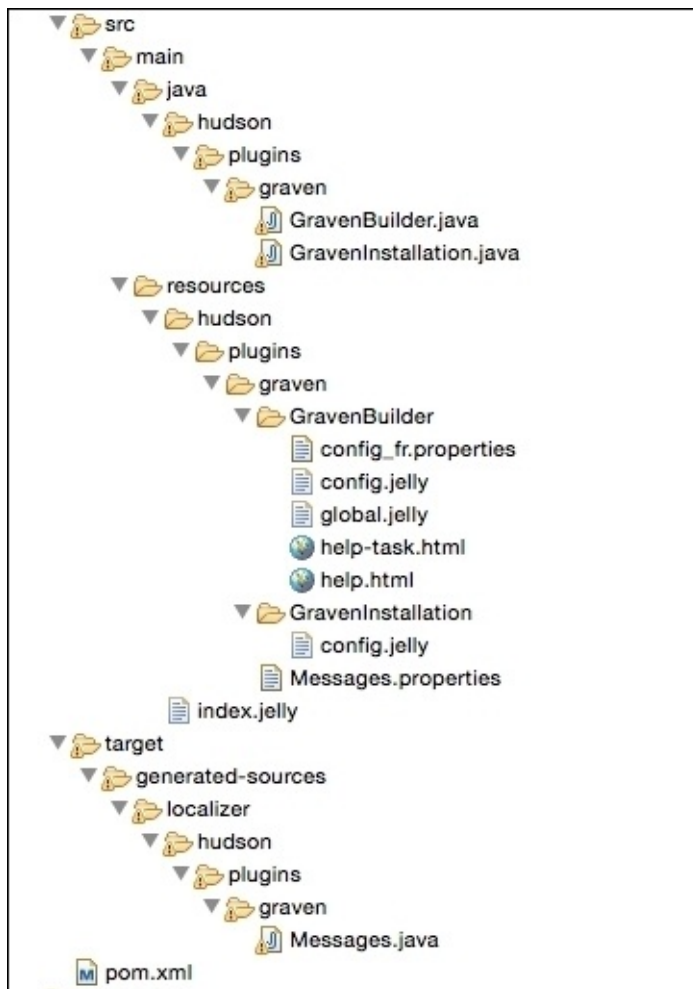 src
main
java
hudson
plugins
graven
GravenBuilder.java
GravenInstallation.java
resources
hudson
plugins
graven
GravenBuilder
config_fr.properties
config.jelly
global.jelly
help-task.html
help.html
GravenInstallation
config.jelly
Messages.properties
index.jelly
target
generated-sources
localizer
hudson
plugins
graven
Messages.java
pom.xml